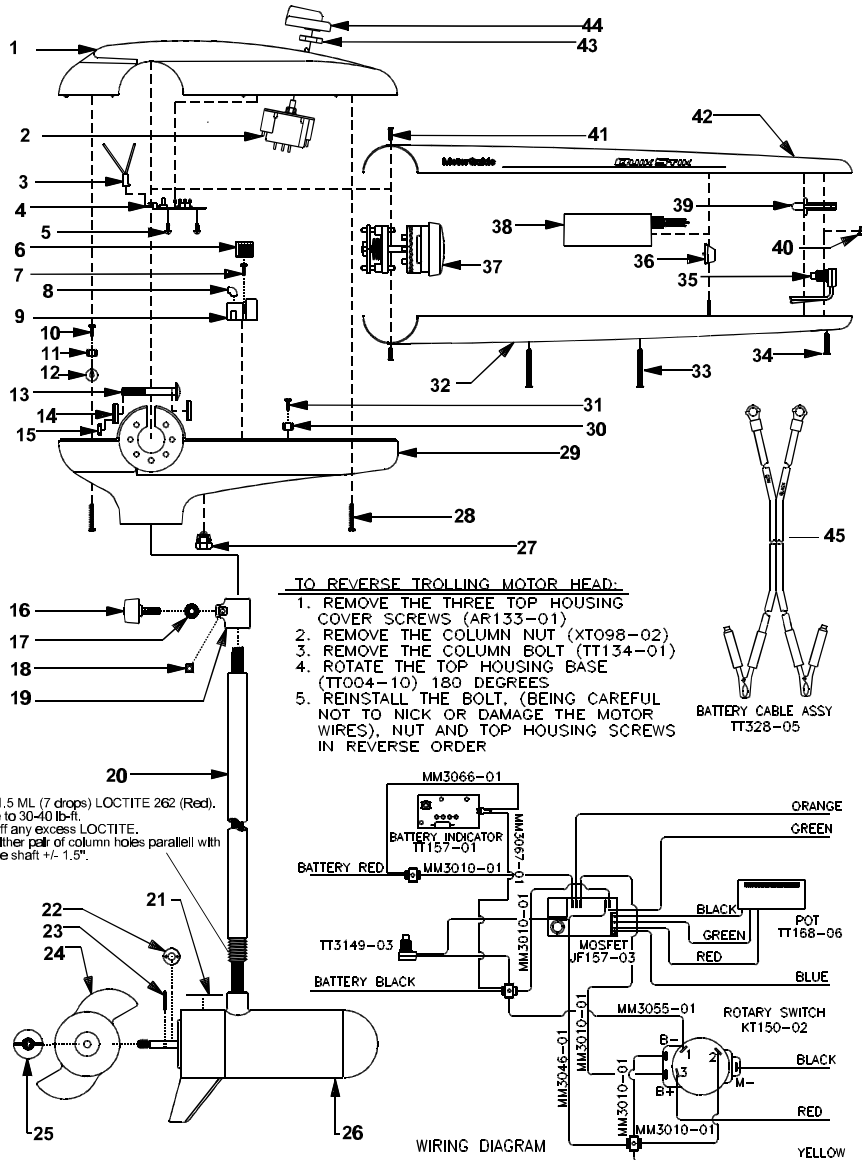 44
43
1
2
41
42
3
4
39
38
5
40
6
37
36
7
35
8
9
10
11
34
32
33
12
13
31
14
30
15
29
28
27
45
TO REVERSE TROLLING MOTOR HEAD:
1. REMOVE THE THREE TOP HOUSING
COVER SCREWS (AR133-01)
2. REMOVE THE COLUMN NUT (XT098-02)
3. REMOVE THE COLUMN BOLT (TT134-01)
4. ROTATE THE TOP HOUSING BASE
(TT004-10) 180 DEGREES
5. REINSTALL THE BOLT, (BEING CAREFUL
NOT TO NICK OR DAMAGE THE MOTOR
WIRES), NUT AND TOP HOUSING SCREWS
IN REVERSE ORDER
16
17
18
19
BATTERY CABLE ASSY
TT328-05
20
1.5 ML (7 drops) LOCTITE 262 (Red).
e to 30-40 lb-ft.
ff any excess LOCTITE.
ither pair of column holes parallell with
e shaft +/- 1.5".
22
21
23
24
25
26
MM3066-01
BATTERY INDICATOR
TT157-01
MM3067-01
ORANGE
GREEN
BATTERY RED
MM3010-01
MM3010-01
BLACK
POT
TT168-06
GREEN
MOSFET
JF157-03
RED
TT3149-03
BLUE
BATTERY BLACK
MM3055-01
ROTARY SWITCH
KT150-02
MM3046-01
MM3010-01
MM3010-01
B-
1
2
3
B+
M-
BLACK
RED
MM3010-01
WIRING DIAGRAM
YELLOW
MotorGuide